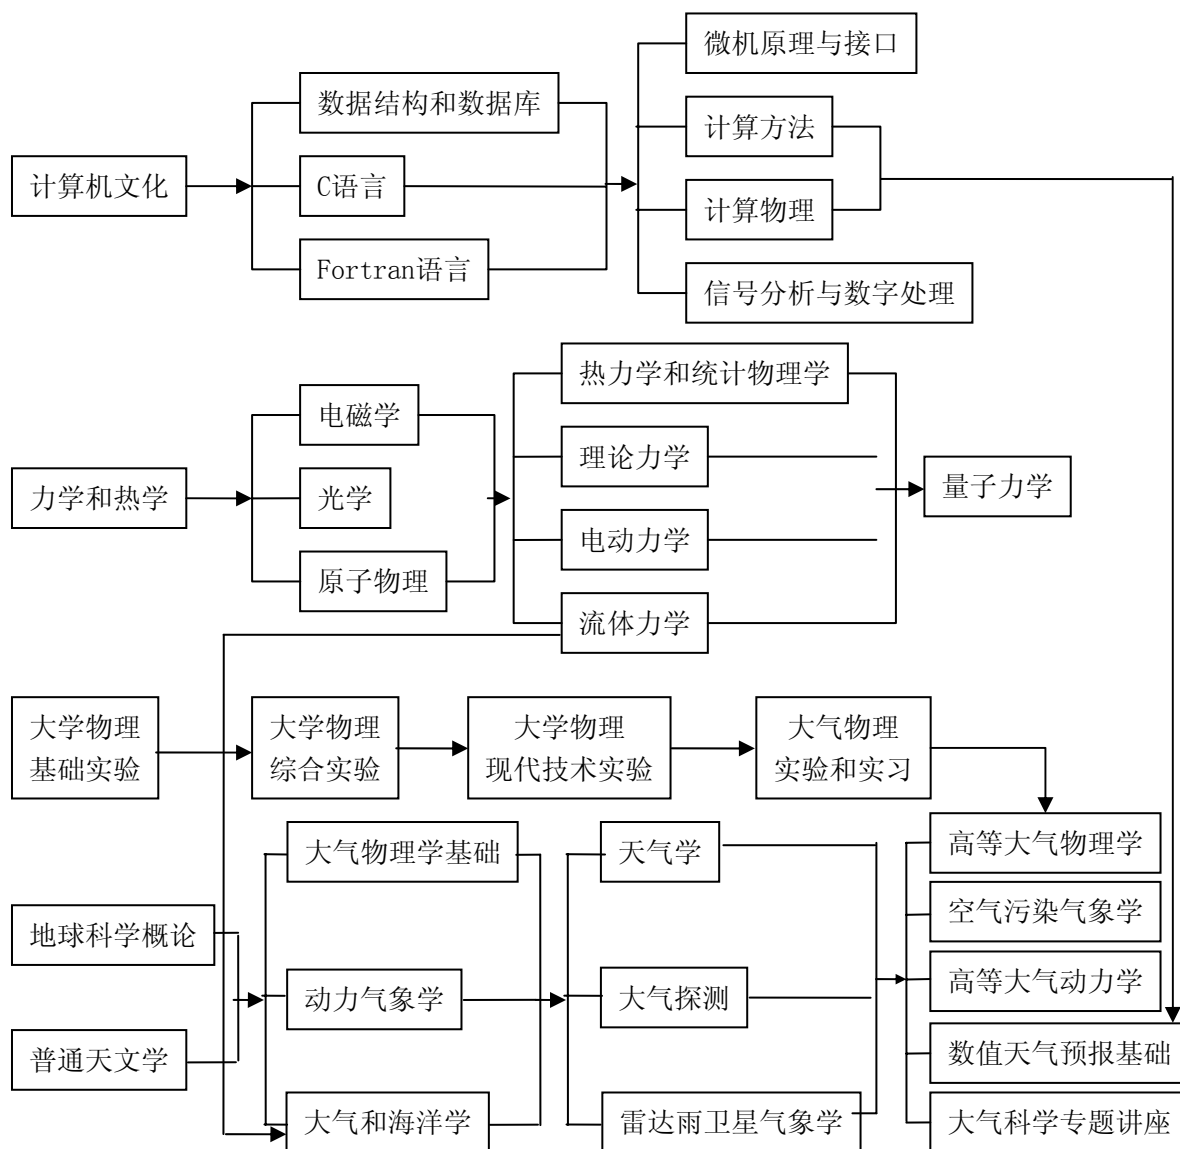 微机原理与接口
数据结构和数据库
计算方法
计算机文化
C语言
计算物理
Fortran语言
信号分析与数字处理
热力学和统计物理学
电磁学
理论力学
力学和热学
光学
量子力学
电动力学
原子物理
流体力学
大学物理
基础实验
大学物理
综合实验
大学物理
现代技术实验
大气物理
实验和实习
大气物理学基础
天气学
高等大气物理学
空气污染气象学
地球科学概论
动力气象学
大气探测
高等大气动力学
普通天文学
数值天气预报基础
大气和海洋学
雷达雨卫星气象学
大气科学专题讲座